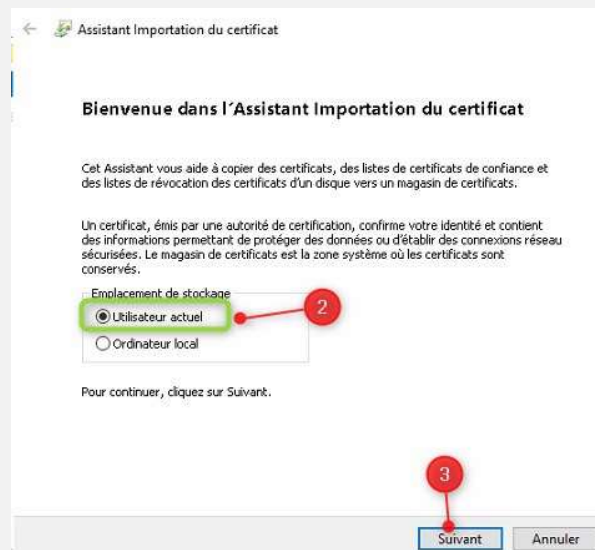 Assistant Importation du certificat
Bienvenue dans l´Assistant Importation du certificat
Cet Assistant vous aide à copier des certificats, des listes de certificats de confiance et
des listes de révocation des certificats d'un disque vers un magasin de certificats.
Un certificat, émis par une autorité de certification, confirme votre identité et contient
des informations permettant de protéger des données ou d'établir des connexions réseau
sécurisées. Le magasin de certificats est la zone système où les certificats sont
conservés.
Emplacement de stockage
Utilisateur actuel
2
Ordinateur local
Pour continuer, cliquez sur Suivant.
3
Suivant
Annuler